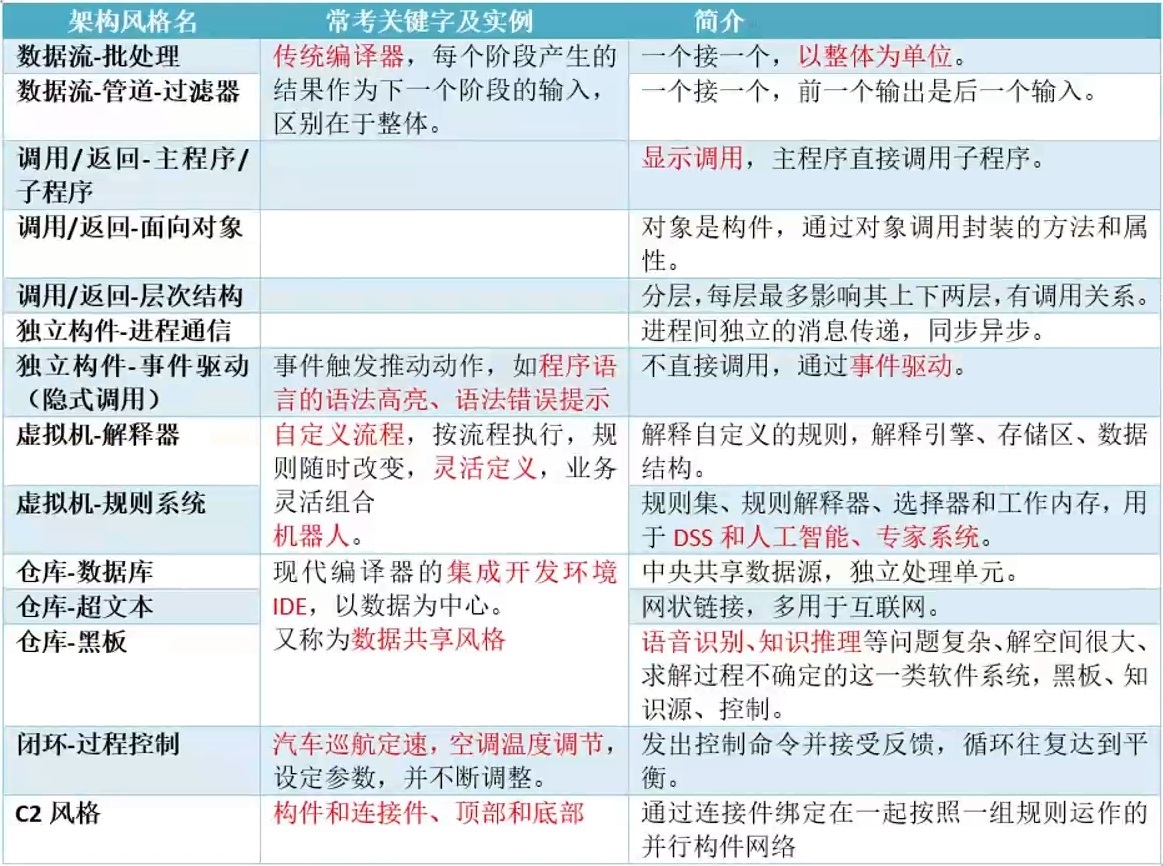 架构风格名 常考关键字及实例 简介
数据流-批处理 传统编译器，每个阶段产生的 一个接一个，以整体为单位。
数据流-管道-过滤器 结果作为下一个阶段的输入， 一个接一个，前一个输出是后一个输入。
区别在于整体。
调用/返回-主程序/ 显示调用，主程序直接调用子程序。
子程序
调用/返回-面向对象 对象是构件，通过对象调用封装的方法和属
性。
调用/返回-层次结构 分层，每层最多影响其上下两层，有调用关系。
独立构件-进程通信 进程间独立的消息传递，同步异步。
独立构件-事件驱动 事件触发推动动作，如程序语 不直接调用，通过事件驱动。
（隐式调用） 言的语法高亮、语法错误提示
虚拟机-解释器 自定义流程，按流程执行，规 解释自定义的规则，解释引擎、存储区、数据
则随时改变，灵活定义，业务 结构。
虚拟机-规则系统 灵活组合 规则集、规则解释器、选择器和工作内存，用
机器人。 于 DSS 和人工智能、专家系统。
仓库-数据库 现代编译器的集成开发环境 中央共享数据源，独立处理单元。
仓库-超文本 IDE，以数据为中心。 网状链接，多用于互联网。
仓库-黑板 又称为数据共享风格 语音识别、知识推理等问题复杂、解空间很大、
求解过程不确定的这一类软件系统，黑板、知
识源、控制。
闭环-过程控制 汽车巡航定速，空调温度调节， 发出控制命令并接受反馈，循环往复达到平
设定参数，并不断调整。 衡。
C2 风格 构件和连接件、顶部和底部 通过连接件绑定在一起按照一组规则运作的
并行构件网络